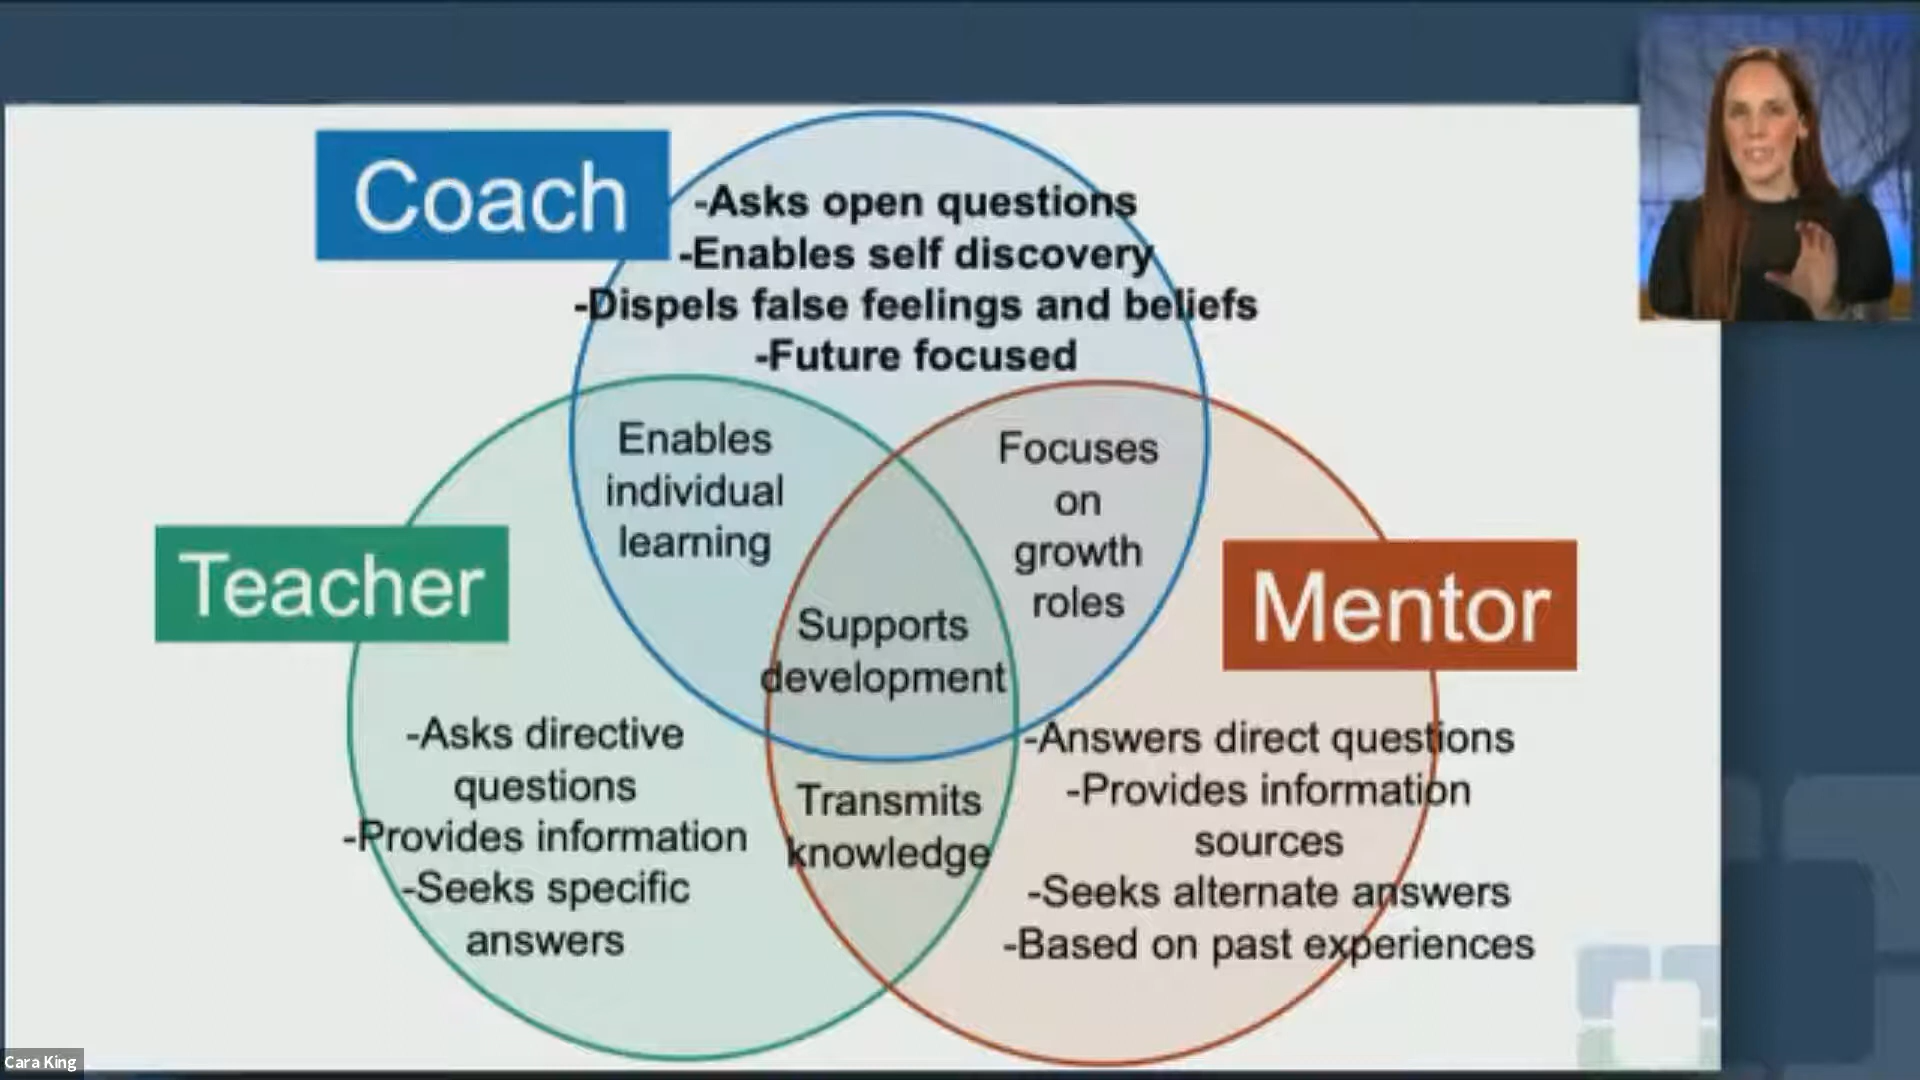 Coach
-Asks open questions
-Enables self discovery
-Dispels false feelings and beliefs
-Future focused
Enables
individual
learning
Focuses
on
growth
roles
Teacher
Mentor
Supports
development
-Asks directive
questions
-Provides information
-Seeks specific
answers
Transmits
knowledge
-Answers direct questions
-Provides information
sources
-Seeks alternate answers
-Based on past experiences
Cara King